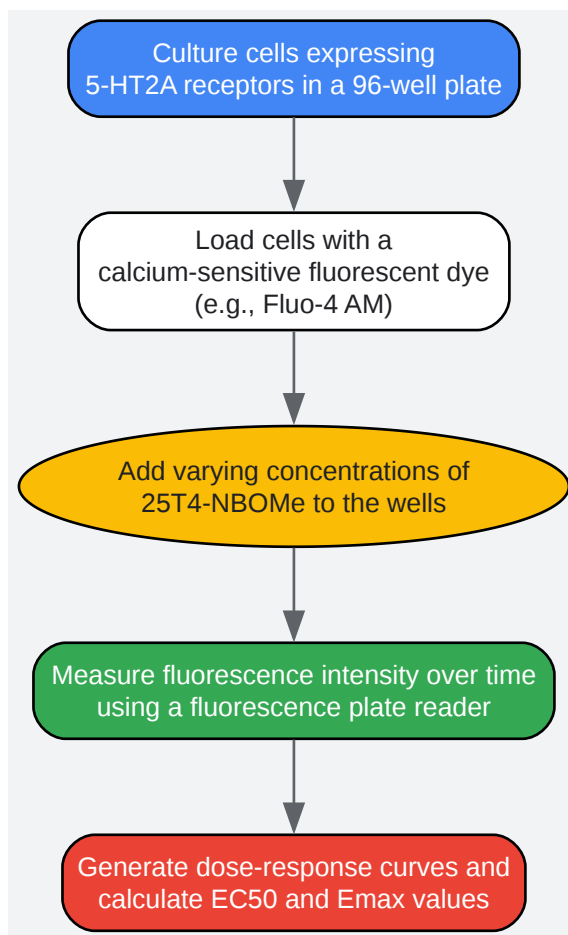 Culture cells expressing
5-HT2A receptors in a 96-well plate
Load cells with a
calcium-sensitive fluorescent dye
(e.g., Fluo-4 AM)
Add varying concentrations of
25T4-NBOMe to the wells
Measure fluorescence intensity over time
using a fluorescence plate reader
Generate dose-response curves and
calculate EC50 and Emax values